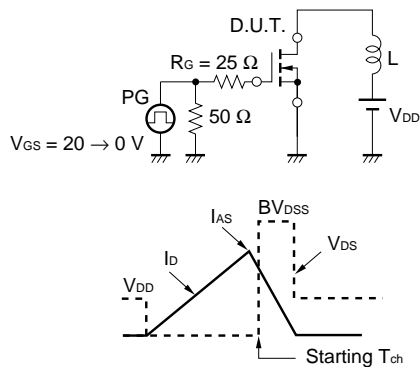 D.U.T.
RG = 25 Ω
L
PG
50 Ω
VDD
VGS = 20 → 0 V
IAS
BVDSS
ID
VDS
VDD
Starting Tch